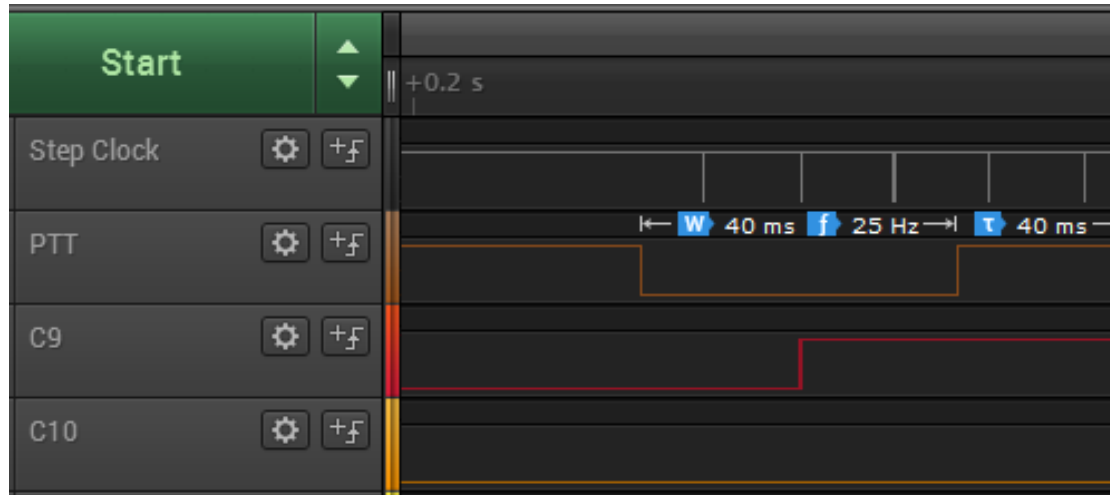 Start
+0.2 s
Step Clock
PTT
W 40 ms f 25 Hz τ 40 ms
C9
C10